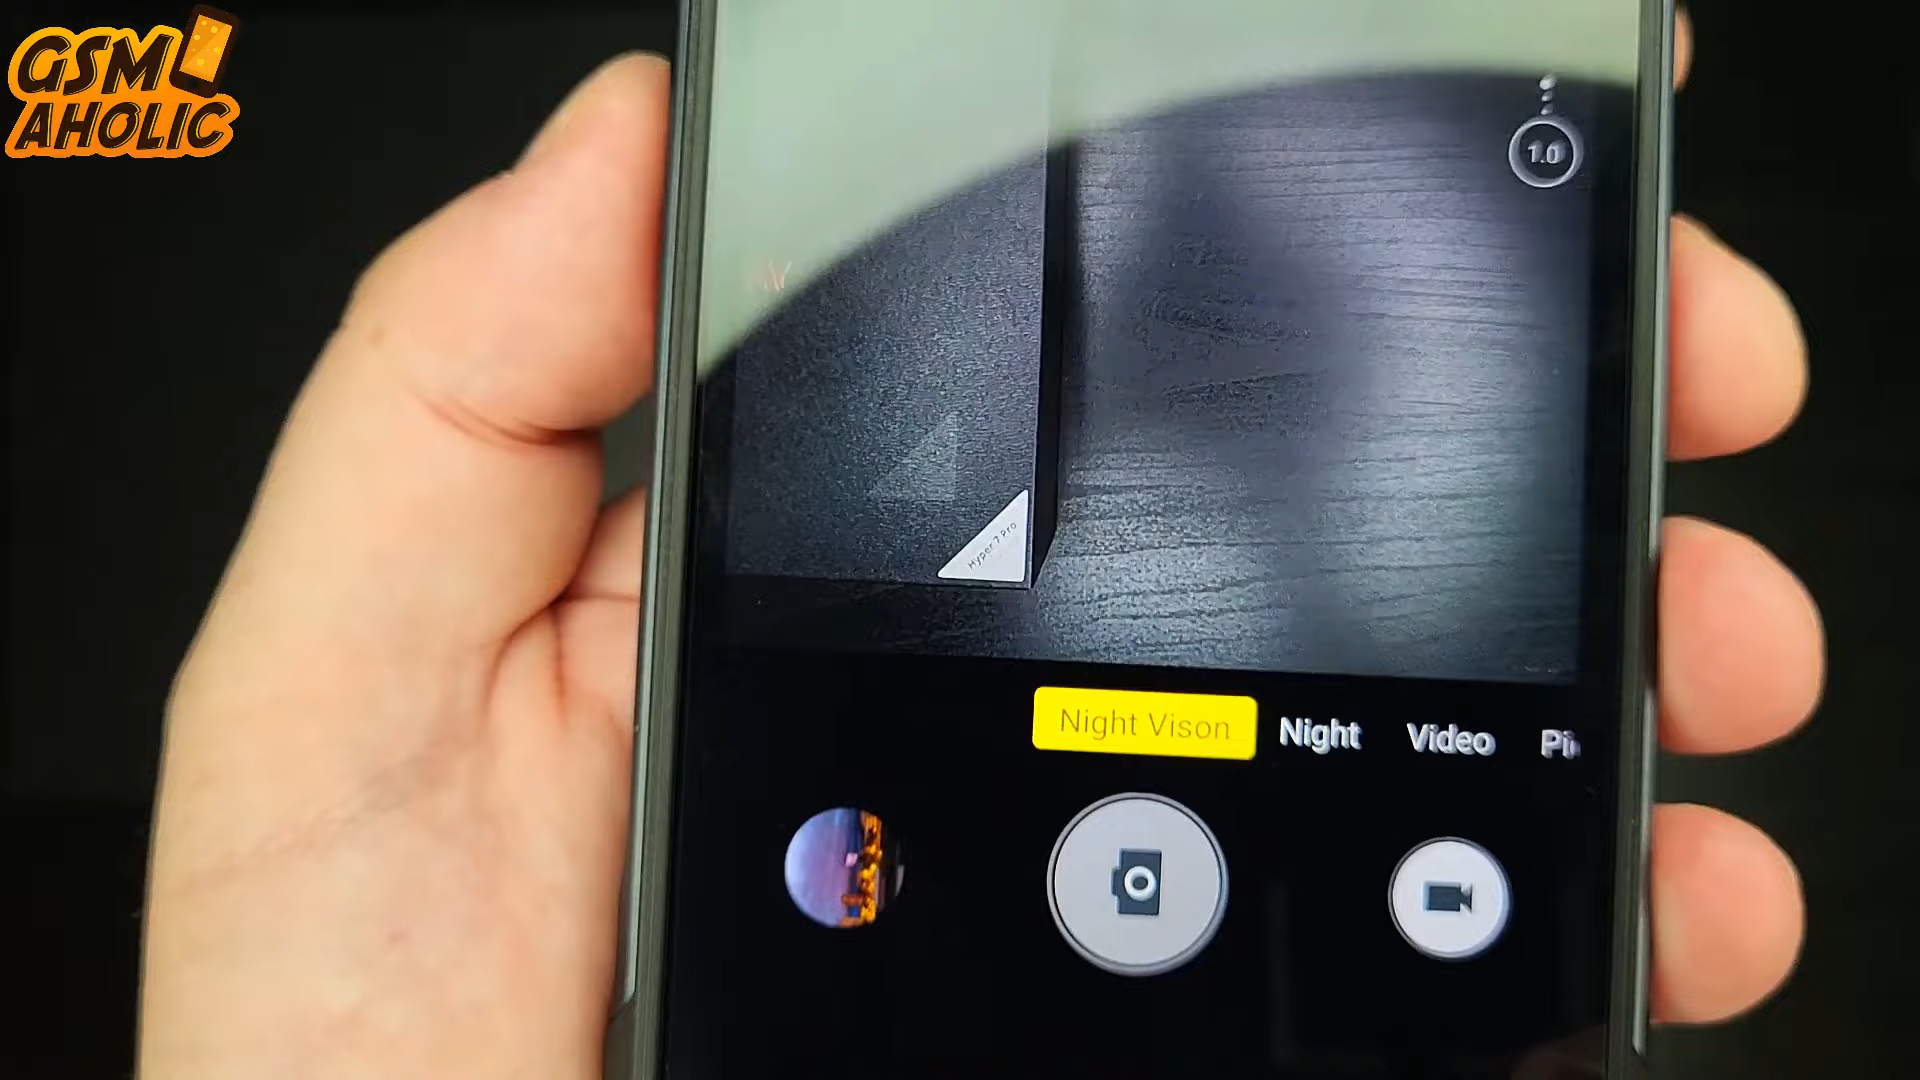 GSM
AHOLIC
1.0
Hyper 7 Pro
Night Vison
Night
Video